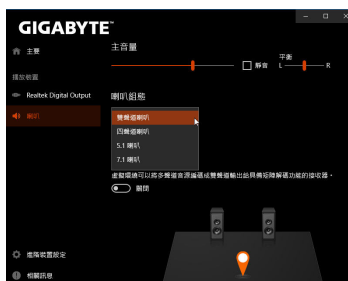 GIGABYTE™
主要
主音量
靜音
平衡
L
R
播放裝置
Realtek Digital Output
喇叭
喇叭組態
雙聲道喇叭
四聲道喇叭
5.1 喇叭
7.1 喇叭
虛擬環繞可以將多聲道音源編碼成雙聲道輸出給具備矩陣解碼功能的接收器。
關閉
進階裝置設定
相關訊息